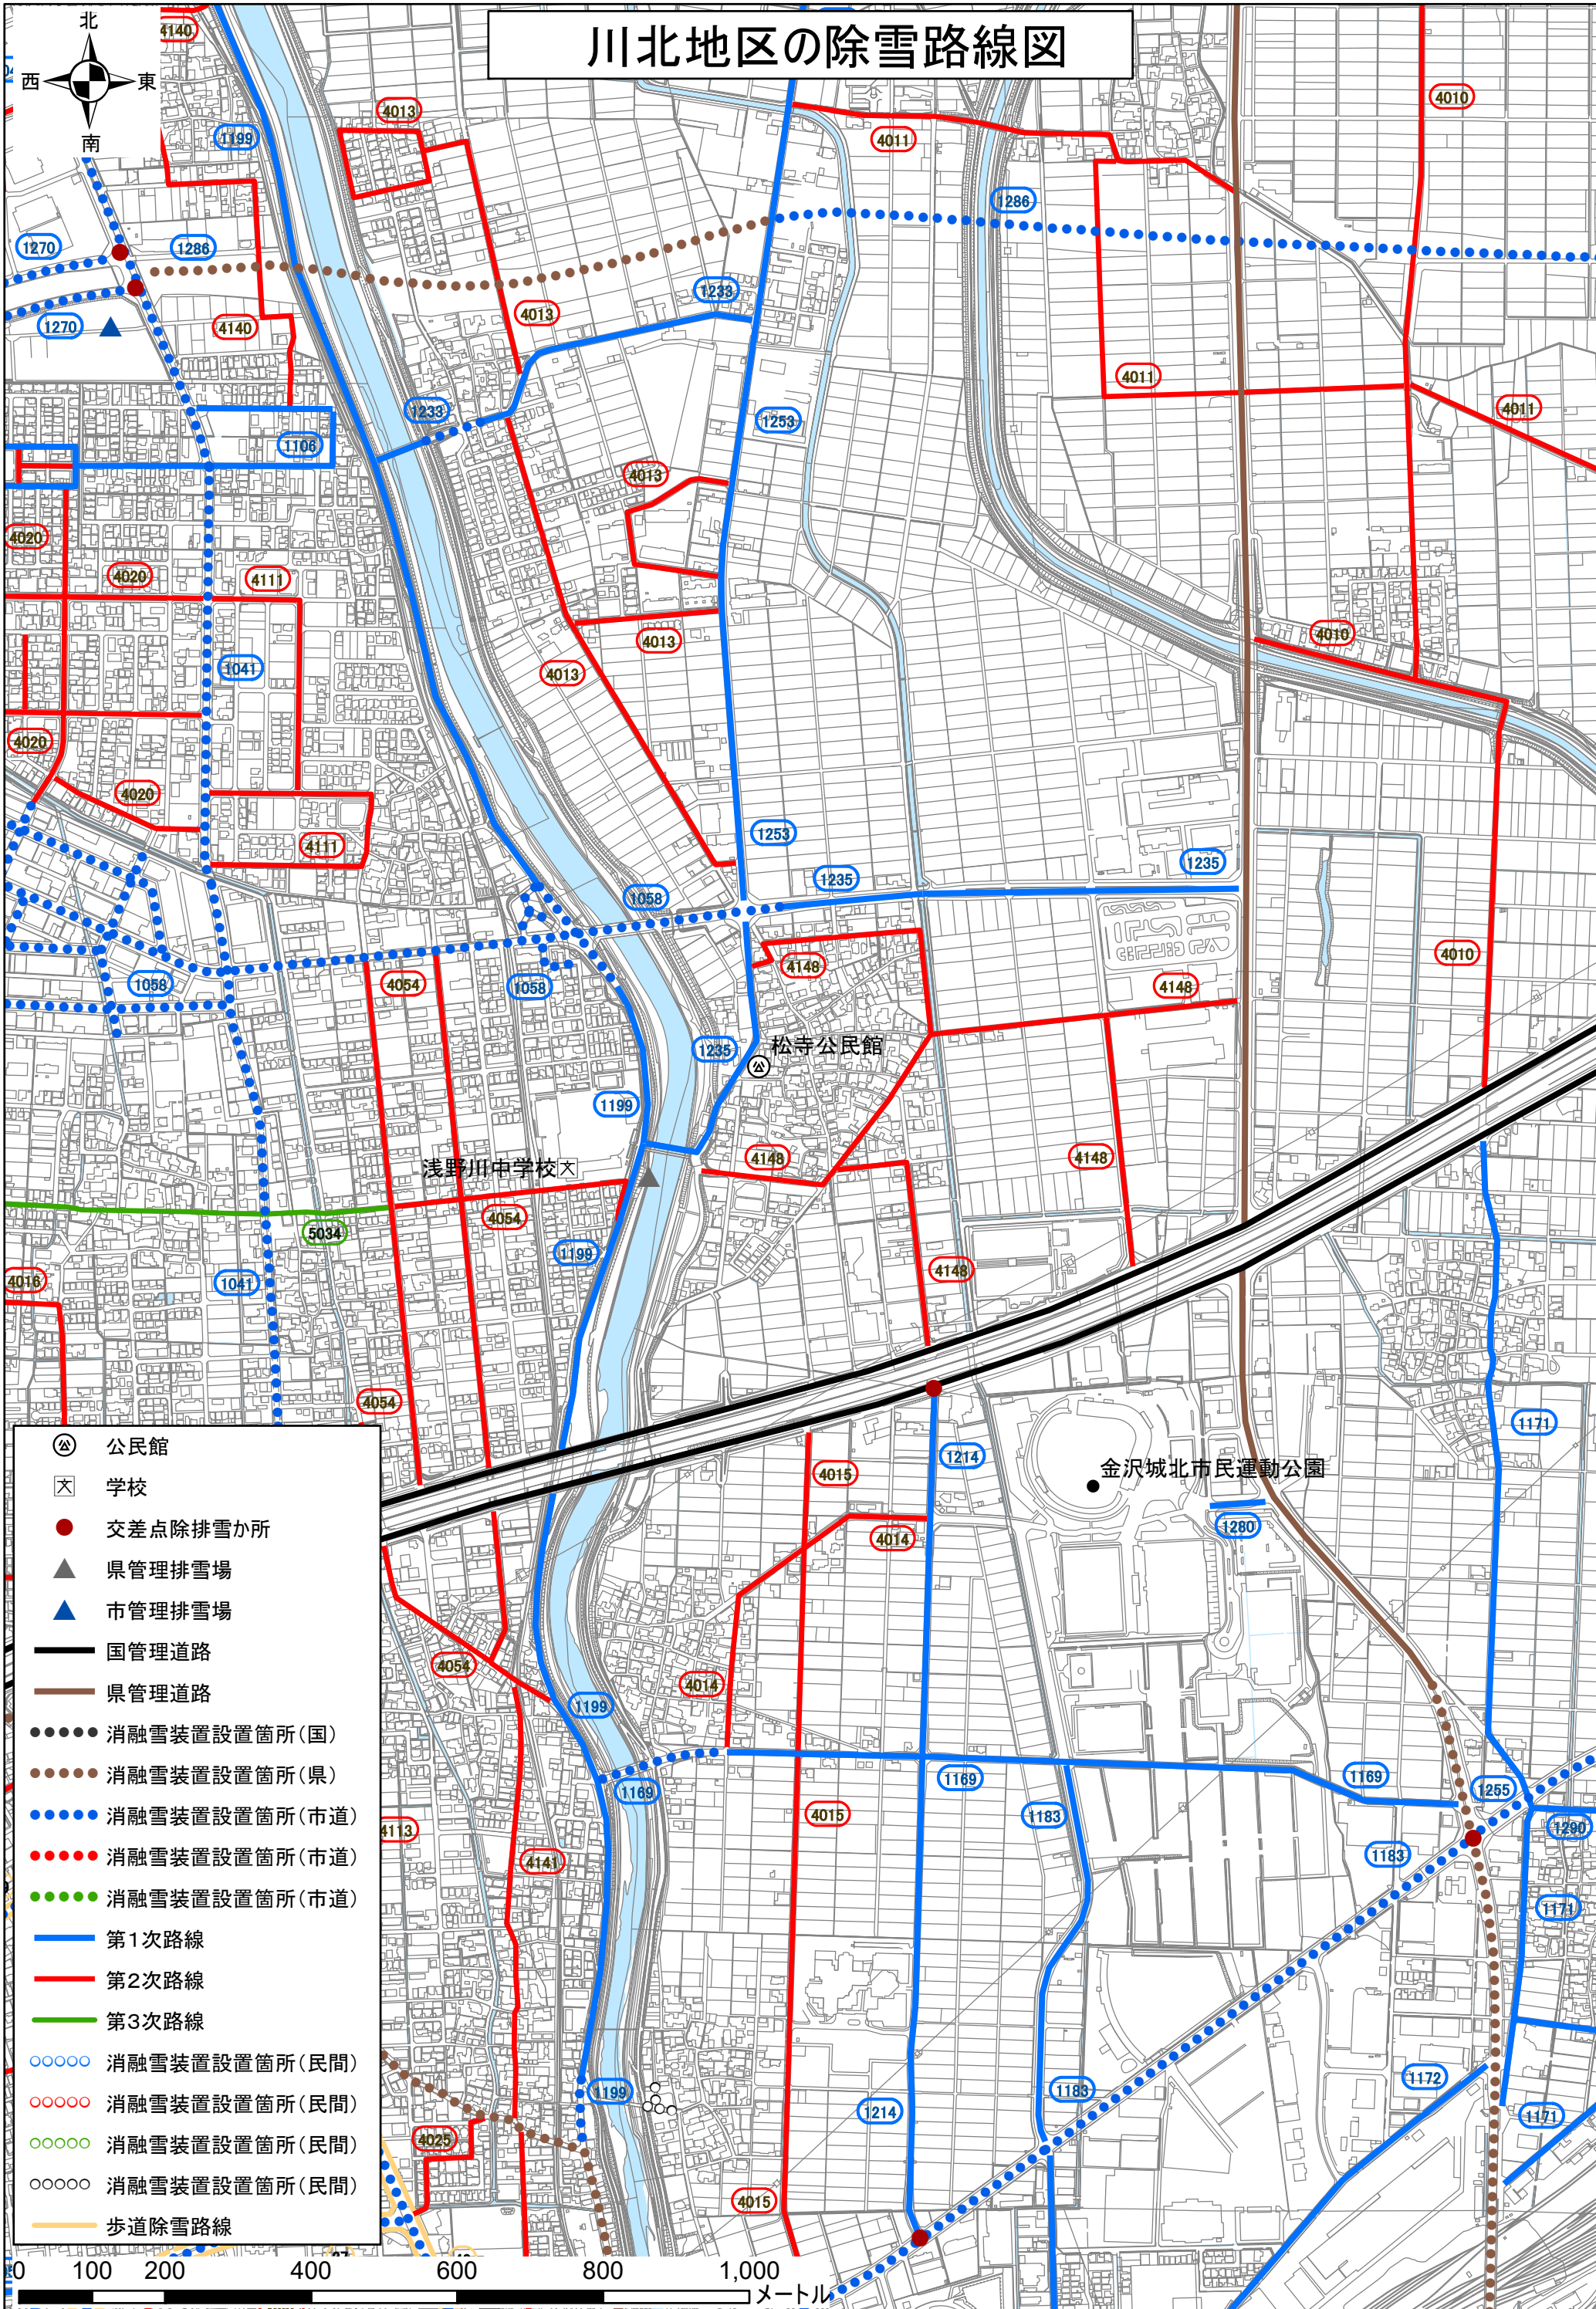 川北地区の除雪路線図
北
西 東
南
4140
1199
4013
4011
4010
1270
1286
1286
1270
4140
4013
1233
4011
1233
1253
4011
1106
4013
4020
4020
4111
4013
4010
1041
4013
4020
4020
4111
1253
1235
1235
1058
1058
4054
1058
4148
4148
4010
1235
松寺公民館
1199
浅野川中学校
4148
4148
5034
4054
1199
4148
4016
1041
4054
1171
1214
4015
金沢城北市民運動公園
4014
1280
4054
4014
1199
1169
1169
1169
1255
4015
1183
1290
4113
1183
4141
1171
1199
1183
1172
1214
1171
4025
4015
公民館
文 学校
交差点除排雪か所
県管理排雪場
市管理排雪場
国管理道路
県管理道路
消融雪装置設置箇所(国)
消融雪装置設置箇所(県)
消融雪装置設置箇所(市道)
消融雪装置設置箇所(市道)
消融雪装置設置箇所(市道)
第1次路線
第2次路線
第3次路線
消融雪装置設置箇所(民間)
消融雪装置設置箇所(民間)
消融雪装置設置箇所(民間)
消融雪装置設置箇所(民間)
歩道除雪路線
0 100 200 400 600 800 1,000
メートル